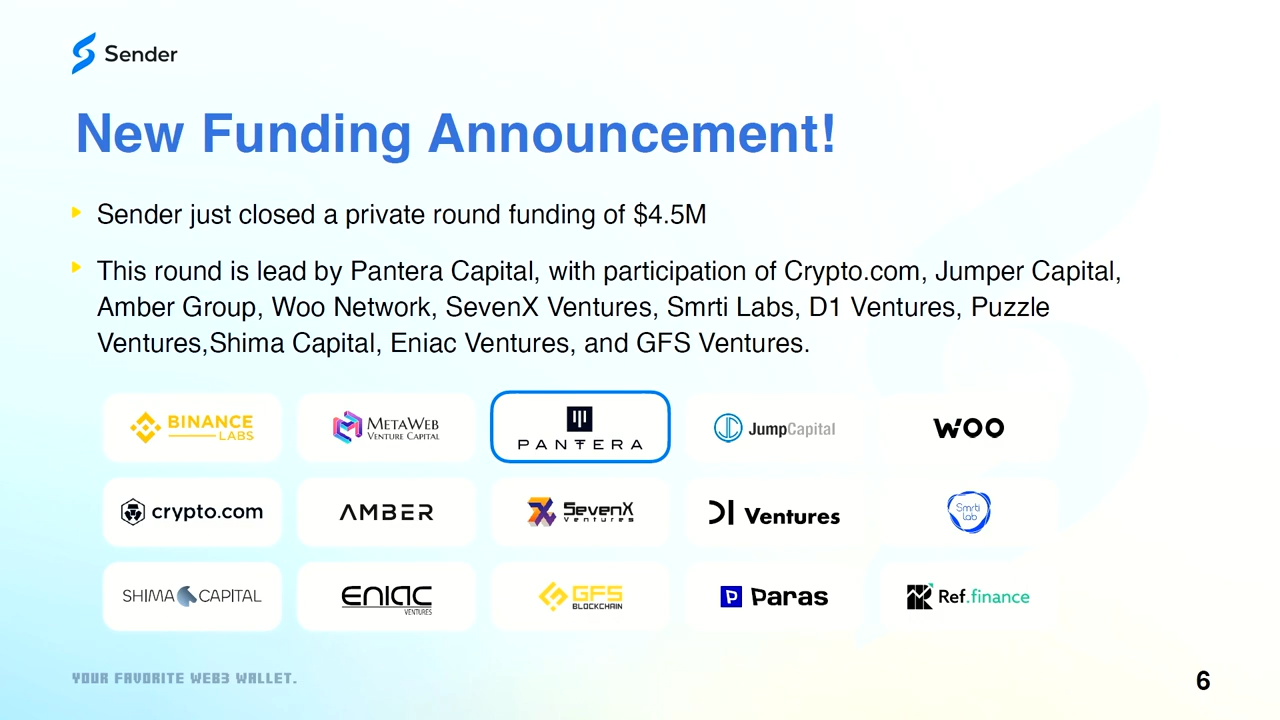 Sender
New Funding Announcement!
Sender just closed a private round funding of $4.5M
This round is lead by Pantera Capital, with participation of Crypto.com, Jumper Capital,
Amber Group, Woo Network, SevenX Ventures, Smrti Labs, D1 Ventures, Puzzle
Ventures,Shima Capital, Eniac Ventures, and GFS Ventures.
BINANCE
LABS
METAWEB
VENTURE CAPITAL
PANTERA
JumpCapital
WOO
crypto.com
AMBER
SevenX
Ventures
D1 Ventures
Smrti
lab
SHIMA CAPITAL
ENIAC
VENTURES
GFS
BLOCKCHAIN
Paras
Ref.finance
YOUR FAVORITE WEB3 WALLET.
6